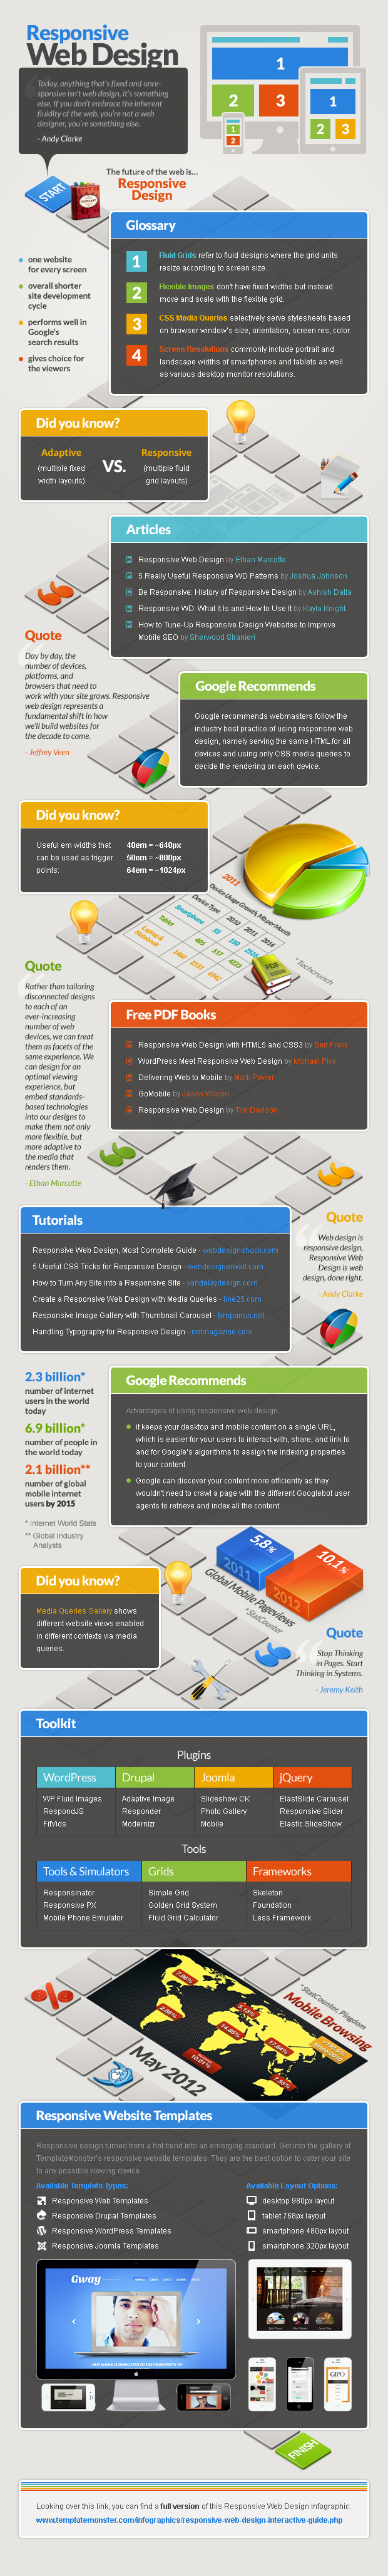 Responsive
Web Design
Today, anything that's fixed and unre-
sponsive isn't web design, it's something
else. If you don't embrace the inherent
fluidity of the web, you're not a web
designer, you're something else.
- Andy Clarke
1
2
3
1
2
3
1
2
START
The future of the web is...
Responsive
Design
one website
for every screen
overall shorter
site development
cycle
performs well in
Google's
search results
gives choice for
the viewers
Glossary
1
Fluid Grids refer to fluid designs where the grid units
resize according to screen size.
2
Flexible Images don't have fixed widths but instead
move and scale with the flexible grid.
3
CSS Media Queries selectively serve stylesheets based
on browser window's size, orientation, screen res, color.
4
Screen Resolutions commonly include portrait and
landscape widths of smartphones and tablets as well
as various desktop monitor resolutions.
Did you know?
Adaptive
(multiple fixed
width layouts)
VS.
Responsive
(multiple fluid
grid layouts)
Articles
Responsive Web Design by Ethan Marcotte
5 Really Useful Responsive WD Patterns by Joshua Johnson
Be Responsive: History of Responsive Design by Ashish Datta
Responsive WD: What It Is and How to Use It by Kayla Knight
How to Tune-Up Responsive Design Websites to Improve
Mobile SEO by Sherwood Stranieri
Quote
Day by day, the
number of devices,
platforms, and
browsers that need to
work with your site grows. Responsive
web design represents a
fundamental shift in how
we'll build websites for
the decade to come.
- Jeffrey Veen
Google Recommends
Google recommends webmasters follow the
industry best practice of using responsive web
design, namely serving the same HTML for all
devices and using only CSS media queries to
decide the rendering on each device.
Did you know?
Useful em widths that
can be used as trigger
points:
40em = ~640px
50em = ~800px
64em = ~1024px
2011
Device Usage Growth, Mb per Month
Device Type
2010
2011
2016
Smartphone
55
150
Tablet
405
517
4223
Laptop &
Notebook
1460
2131
6942
*Techcrunch
PDF
Quote
Rather than tailoring
disconnected designs
to each of an
ever-increasing
number of web
devices, we can treat
them as facets of the
same experience. We
can design for an
optimal viewing
experience, but
embed standards-
based technologies
into our designs to
make them not only
more flexible, but
more adaptive to
the media that
renders them.
- Ethan Marcotte
Free PDF Books
Responsive Web Design with HTML5 and CSS3 by Ben Frain
WordPress Meet Responsive Web Design by Michael Pick
Delivering Web to Mobile by Mark Power
GoMobile by Jason Wilson
Responsive Web Design by Tim Davison
Tutorials
Responsive Web Design, Most Complete Guide - webdesignshock.com
5 Useful CSS Tricks for Responsive Design - webdesignerwall.com
How to Turn Any Site into a Responsive Site - vandelaydesign.com
Create a Responsive Web Design with Media Queries - line25.com
Responsive Image Gallery with Thumbnail Carousel - tympanus.net
Handling Typography for Responsive Design - netmagazine.com
Quote
Web design is
responsive design,
Responsive Web
Design is web
design, done right.
- Andy Clarke
2.3 billion*
number of internet
users in the world
today
6.9 billion*
number of people in
the world today
2.1 billion**
number of global
mobile internet
users by 2015
* Internet World Stats
** Global Industry
Analysts
Google Recommends
Advantages of using responsive web design:
it keeps your desktop and mobile content on a single URL,
which is easier for your users to interact with, share, and link to
and for Google's algorithms to assign the indexing properties
to your content.
Google can discover your content more efficiently as they
wouldn't need to crawl a page with the different Googlebot user
agents to retrieve and index all the content.
5,8%
2011
10,1%
2012
Global Mobile Pageviews
*StatCounter
Did you know?
Media Queries Gallery shows
different website views enabled
in different contexts via media
queries.
Quote
Stop Thinking
in Pages. Start
Thinking in Systems.
- Jeremy Keith
Toolkit
Plugins
WordPress
WP Fluid Images
RespondJS
FitVids
Drupal
Adaptive Image
Responder
Modernizr
Joomla
Slideshow CK
Photo Gallery
Mobile
jQuery
ElastSlide Carousel
Responsive Slider
Elastic SlideShow
Tools
Tools & Simulators
Responsinator
Responsive PX
Mobile Phone Emulator
Grids
Simple Grid
Golden Grid System
Fluid Grid Calculator
Frameworks
Skeleton
Foundation
Less Framework
* StatCounter, Pingdom
Mobile Browsing
May 2012
Responsive Website Templates
Responsive design turned from a hot trend into an emerging standard. Get into the gallery of
TemplateMonster's responsive website templates. They are the best option to cater your site
to any possible viewing device.
Available Template Types:
Responsive Web Templates
Responsive Drupal Templates
Responsive WordPress Templates
Responsive Joomla Templates
Available Layout Options:
desktop 980px layout
tablet 768px layout
smartphone 480px layout
smartphone 320px layout
Gway
FINISH
Looking over this link, you can find a full version of this Responsive Web Design Infographic:
www.templatemonster.com/infographics/responsive-web-design-interactive-guide.php